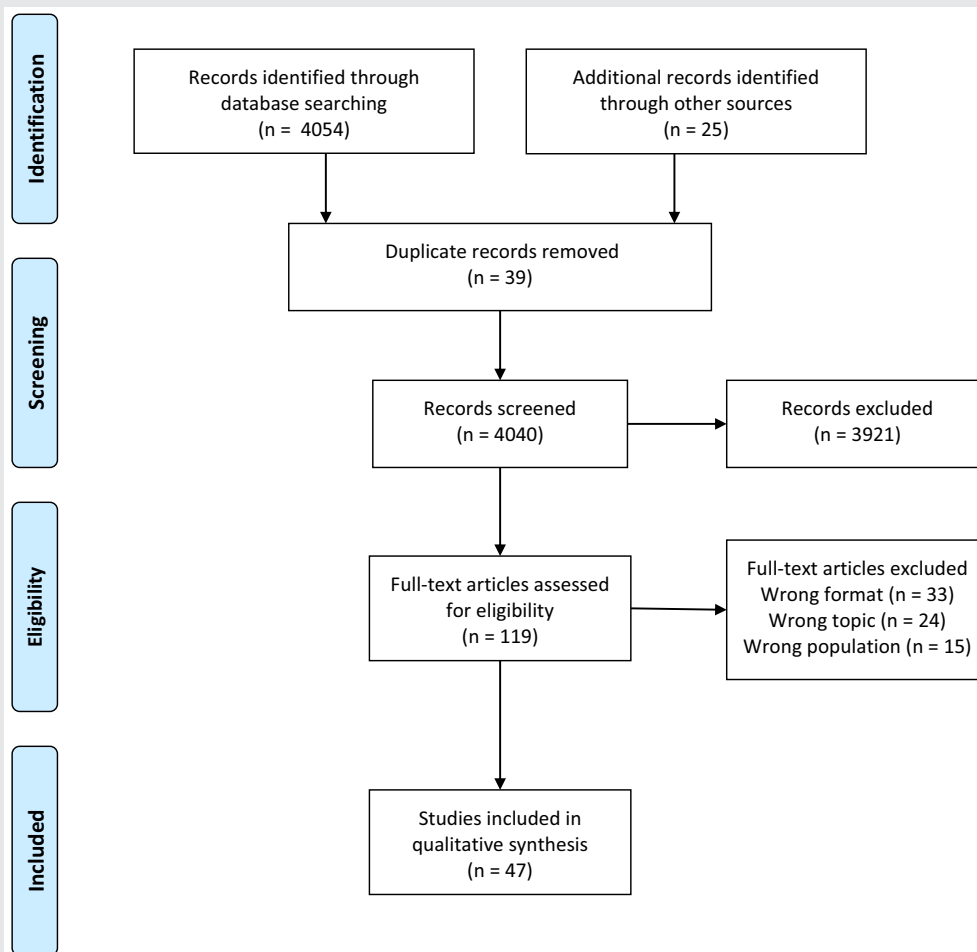 Identification
Records identified through
database searching
(n = 4054)
Additional records identified
through other sources
(n = 25)
Duplicate records removed
(n = 39)
Screening
Records screened
(n = 4040)
Records excluded
(n = 3921)
Eligibility
Full-text articles assessed
for eligibility
(n = 119)
Full-text articles excluded
Wrong format (n = 33)
Wrong topic (n = 24)
Wrong population (n = 15)
Included
Studies included in
qualitative synthesis
(n = 47)